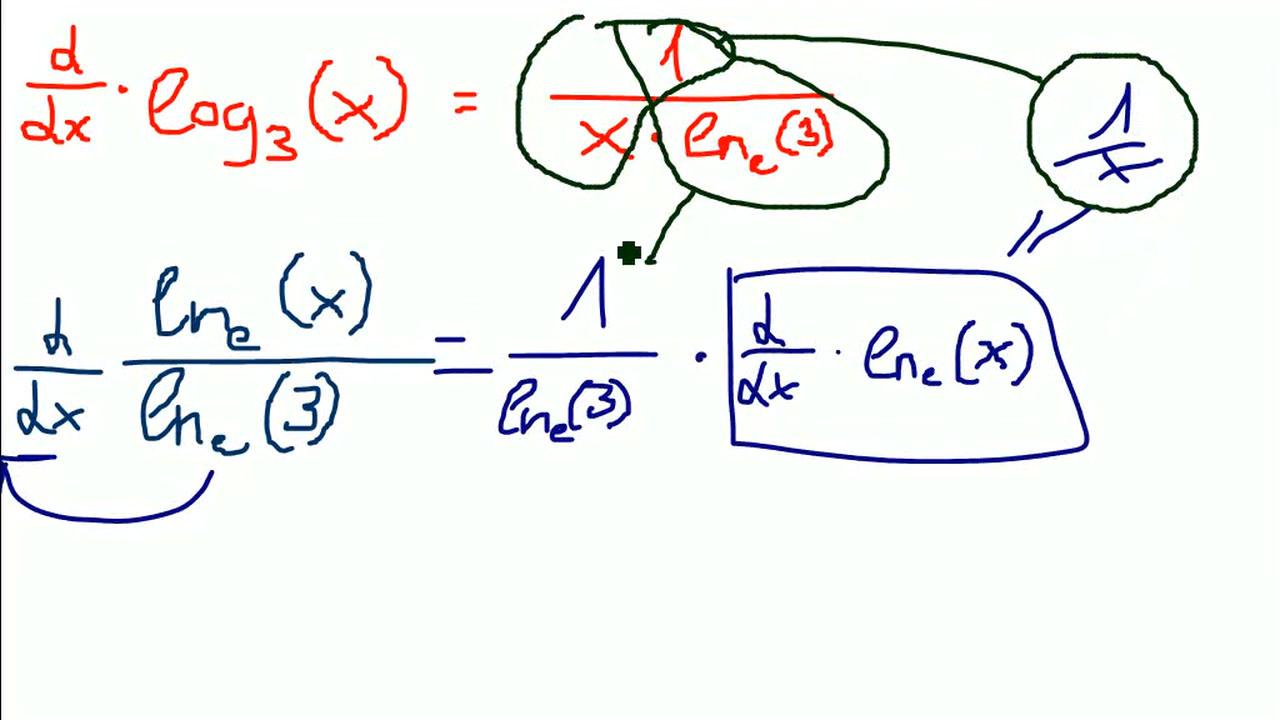 d/dx · log₃(x) = 1/(x · lnₑ(3))
1/x
d/dx lnₑ(x)/lnₑ(3) = 1/lnₑ(3) · d/dx · lnₑ(x)